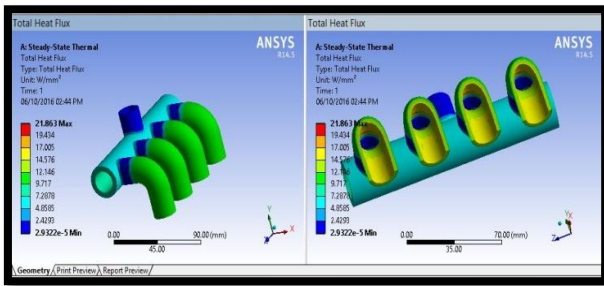 Total Heat Flux
A: Steady-State Thermal
Total Heat Flux
Type: Total Heat Flux
Unit: W/mm²
Time: 1
06/10/2016 02:44 PM
ANSYS
R14.5
21.863 Max
19.434
17.005
14.576
12.146
9.717
7.2878
4.8585
2.4293
2.9322e-5 Min
0.00
90.00 (mm)
45.00
Y
X
Z
Total Heat Flux
A: Steady-State Thermal
Total Heat Flux
Type: Total Heat Flux
Unit: W/mm²
Time: 1
06/10/2016 02:44 PM
ANSYS
R14.5
21.863 Max
19.434
17.005
14.576
12.146
9.717
7.2878
4.8585
2.4293
2.9322e-5 Min
0.00
70.00 (mm)
35.00
Y
X
Z
Geometry / Print Preview / Report Preview /